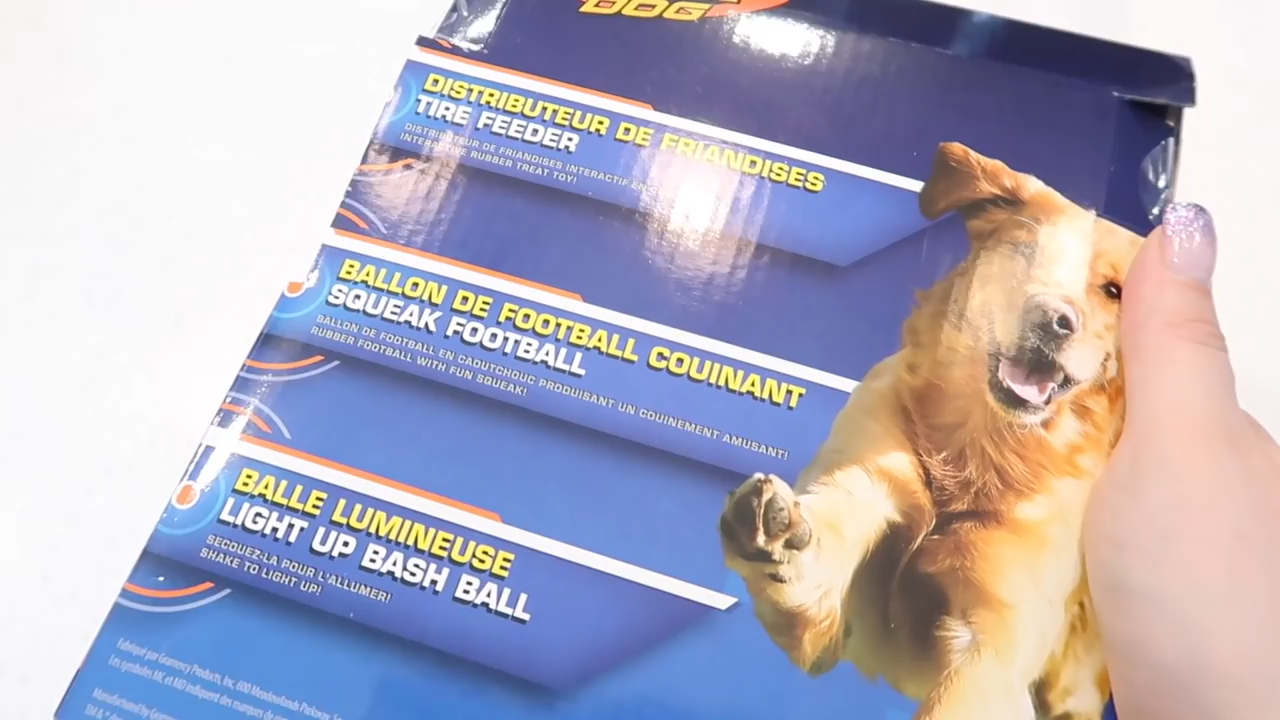 DOG
DISTRIBUTEUR DE FRIANDISES
TIRE FEEDER
DISTRIBUTEUR DE FRIANDISES INTERACTIF EN
INTERACTIVE RUBBER TREAT TOY!
BALLON DE FOOTBALL COUINANT
SQUEAK FOOTBALL
BALLON DE FOOTBALL EN CAOUTCHOUC PRODUISANT UN COUINEMENT AMUSANT!
RUBBER FOOTBALL WITH FUN SQUEAK!
BALLE LUMINEUSE
LIGHT UP BASH BALL
SECOUEZ-LA POUR L'ALLUMER!
SHAKE TO LIGHT UP!
Fabriqué par Gramercy Products, Inc, 600 Meadowlands Parkway,
Les symboles MC et MD indiquent des marques de
Manufactured by Gramercy